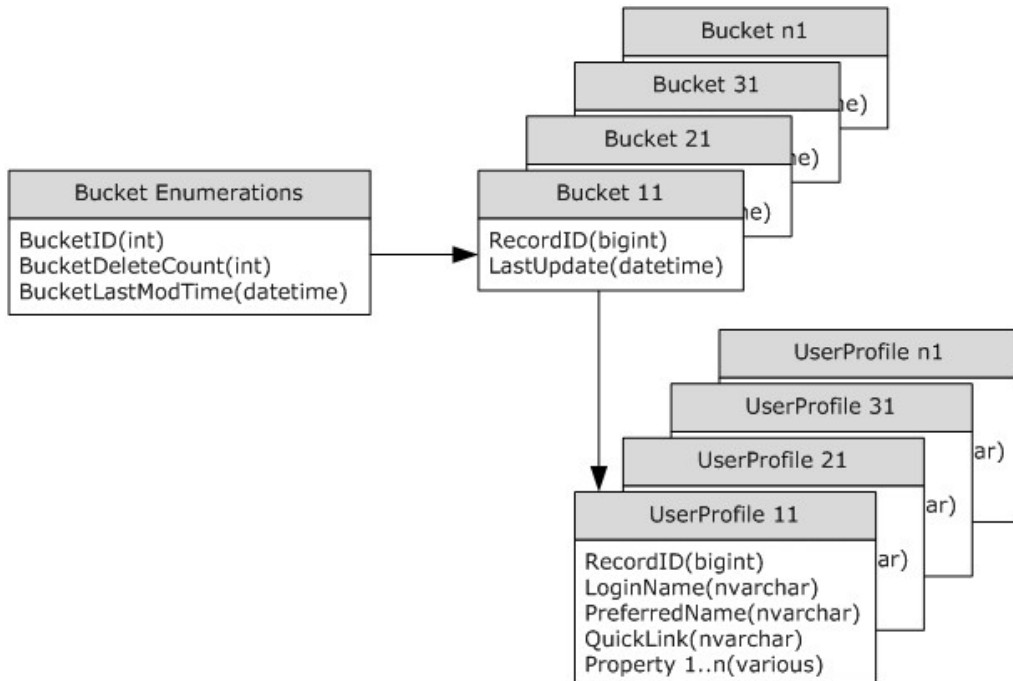 Bucket n1
ne)
Bucket 31
ne)
Bucket 21
ne)
Bucket Enumerations
BucketID(int)
BucketDeleteCount(int)
BucketLastModTime(datetime)
Bucket 11
RecordID(bigint)
LastUpdate(datetime)
UserProfile n1
UserProfile 31
ar)
UserProfile 21
var)
ar)
UserProfile 11
RecordID(bigint)
LoginName(nvarchar)
PreferredName(nvarchar)
QuickLink(nvarchar)
Property 1..n(various)